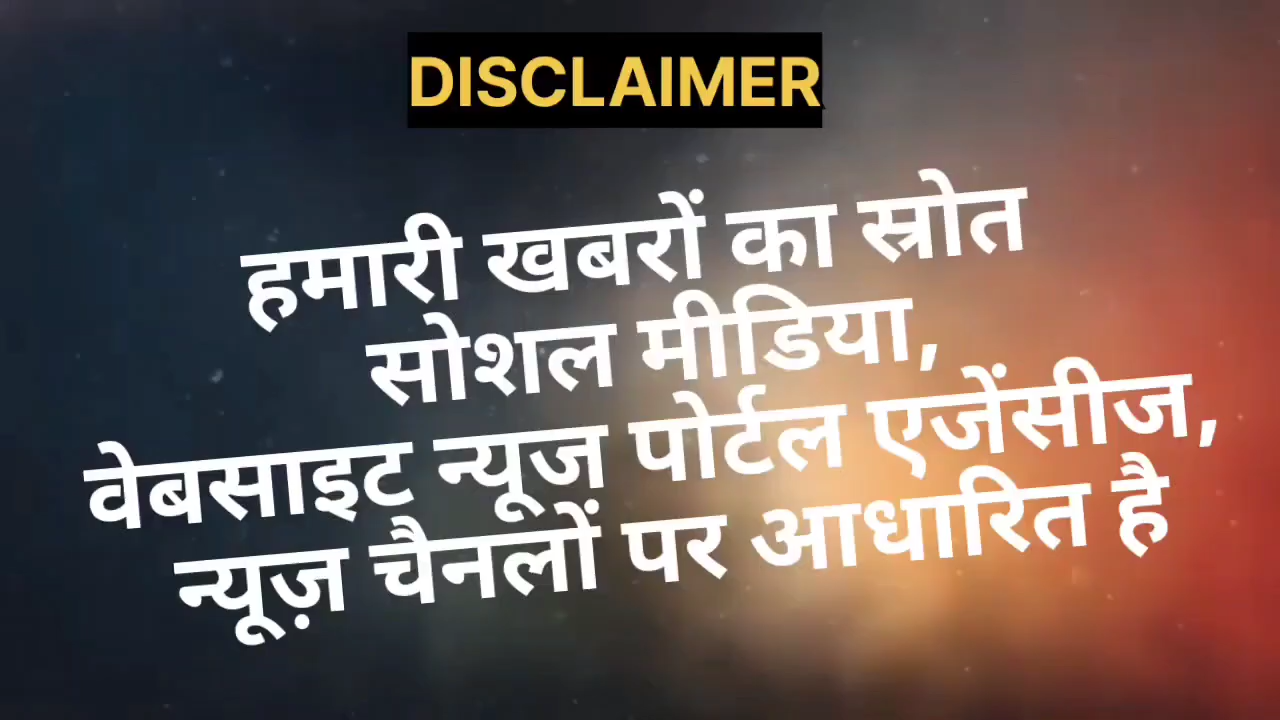 DISCLAIMER
हमारी खबरों का स्रोत
सोशल मीडिया,
वेबसाइट न्यूज पोर्टल एजेंसीज,
न्यूज़ चैनलों पर आधारित है